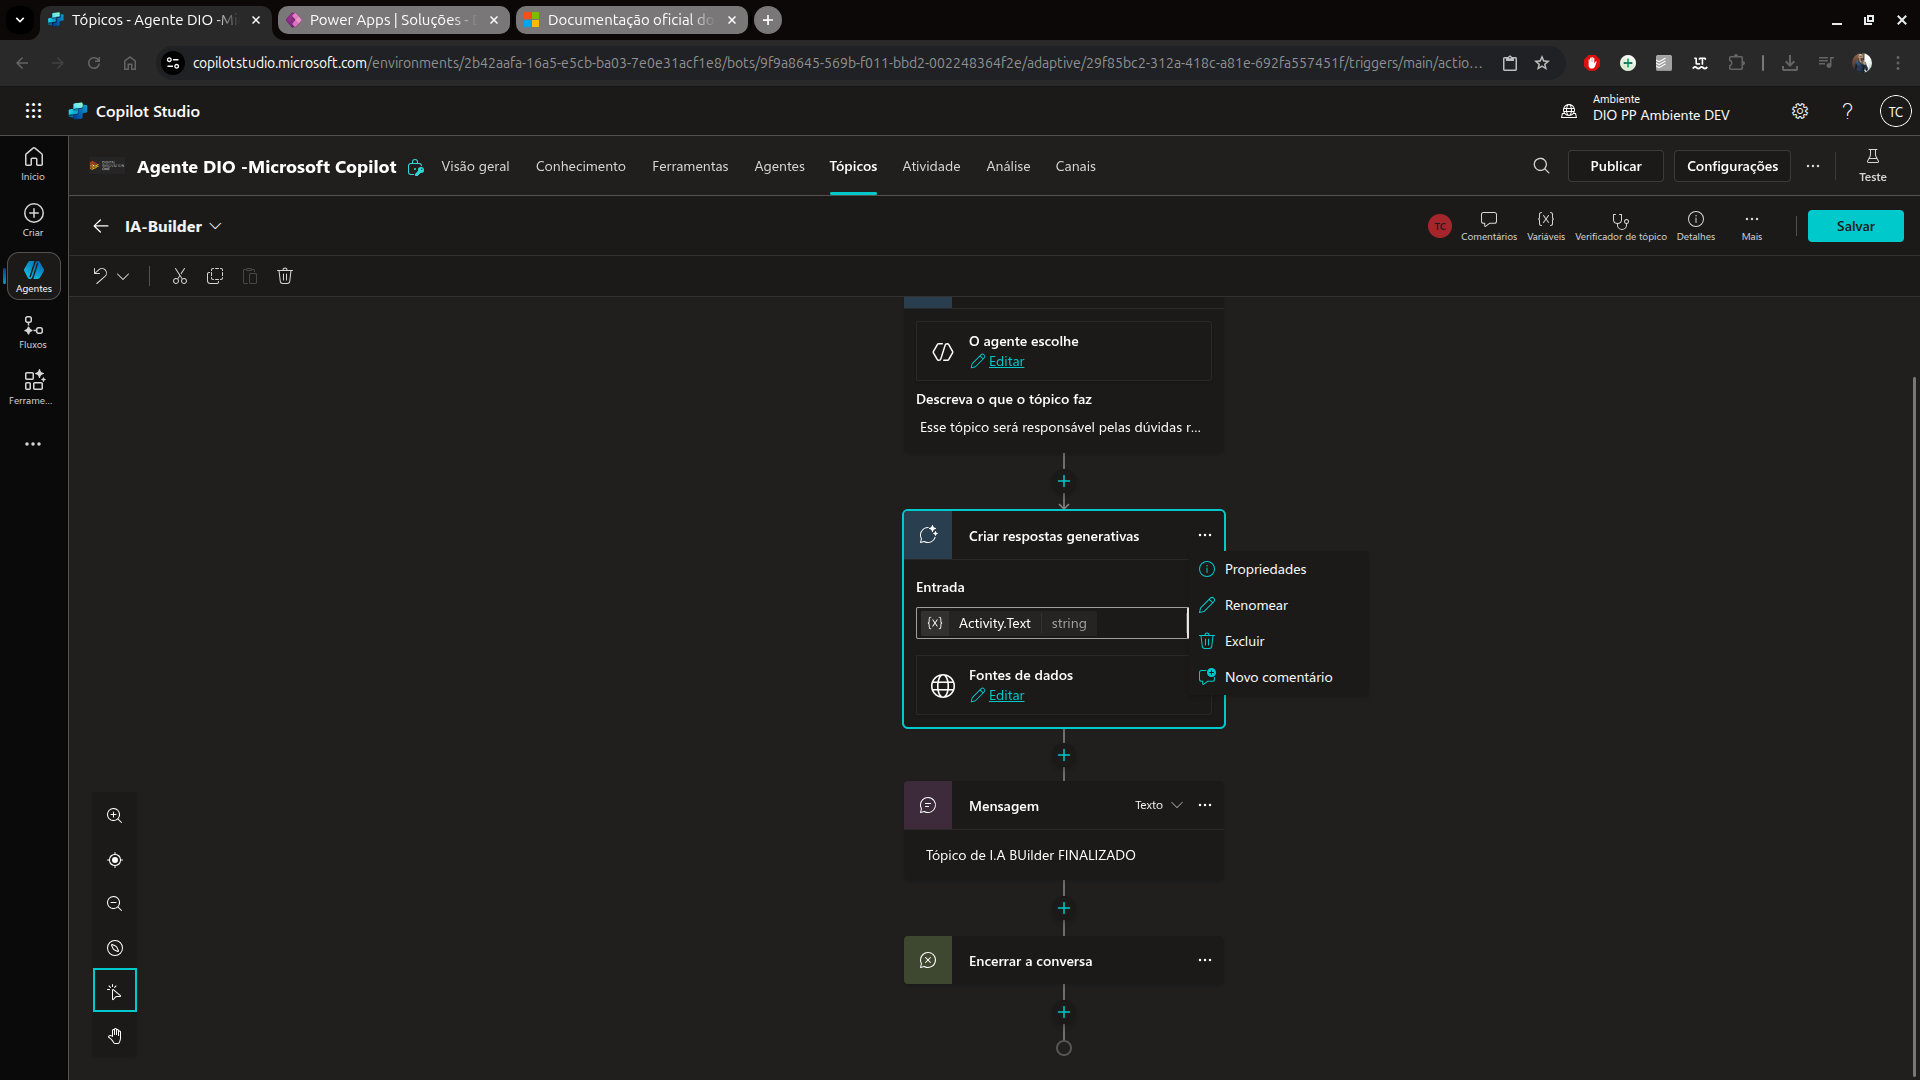 Tópicos - Agente DIO -Mi
Power Apps | Soluções -
Documentação oficial do
copilotstudio.microsoft.com/environments/2b42aafa-16a5-e5cb-ba03-7e0e31acf1e8/bots/9f9a8645-569b-f011-bbd2-002248364f2e/adaptive/29f85bc2-312a-418c-a81e-692fa557451f/triggers/main/actio...
Copilot Studio
Ambiente
DIO PP Ambiente DEV
TC
Início
Criar
Agentes
Fluxos
Ferrame...
Agente DIO -Microsoft Copilot
Visão geral
Conhecimento
Ferramentas
Agentes
Tópicos
Atividade
Análise
Canais
Publicar
Configurações
Teste
IA-Builder
TC
Comentários
Variáveis
Verificador de tópico
Detalhes
Mais
Salvar
O agente escolhe
Editar
Descreva o que o tópico faz
Esse tópico será responsável pelas dúvidas r...
Criar respostas generativas
Entrada
{x} Activity.Text string
Fontes de dados
Editar
Propriedades
Renomear
Excluir
Novo comentário
Mensagem
Texto
Tópico de I.A BUilder FINALIZADO
Encerrar a conversa